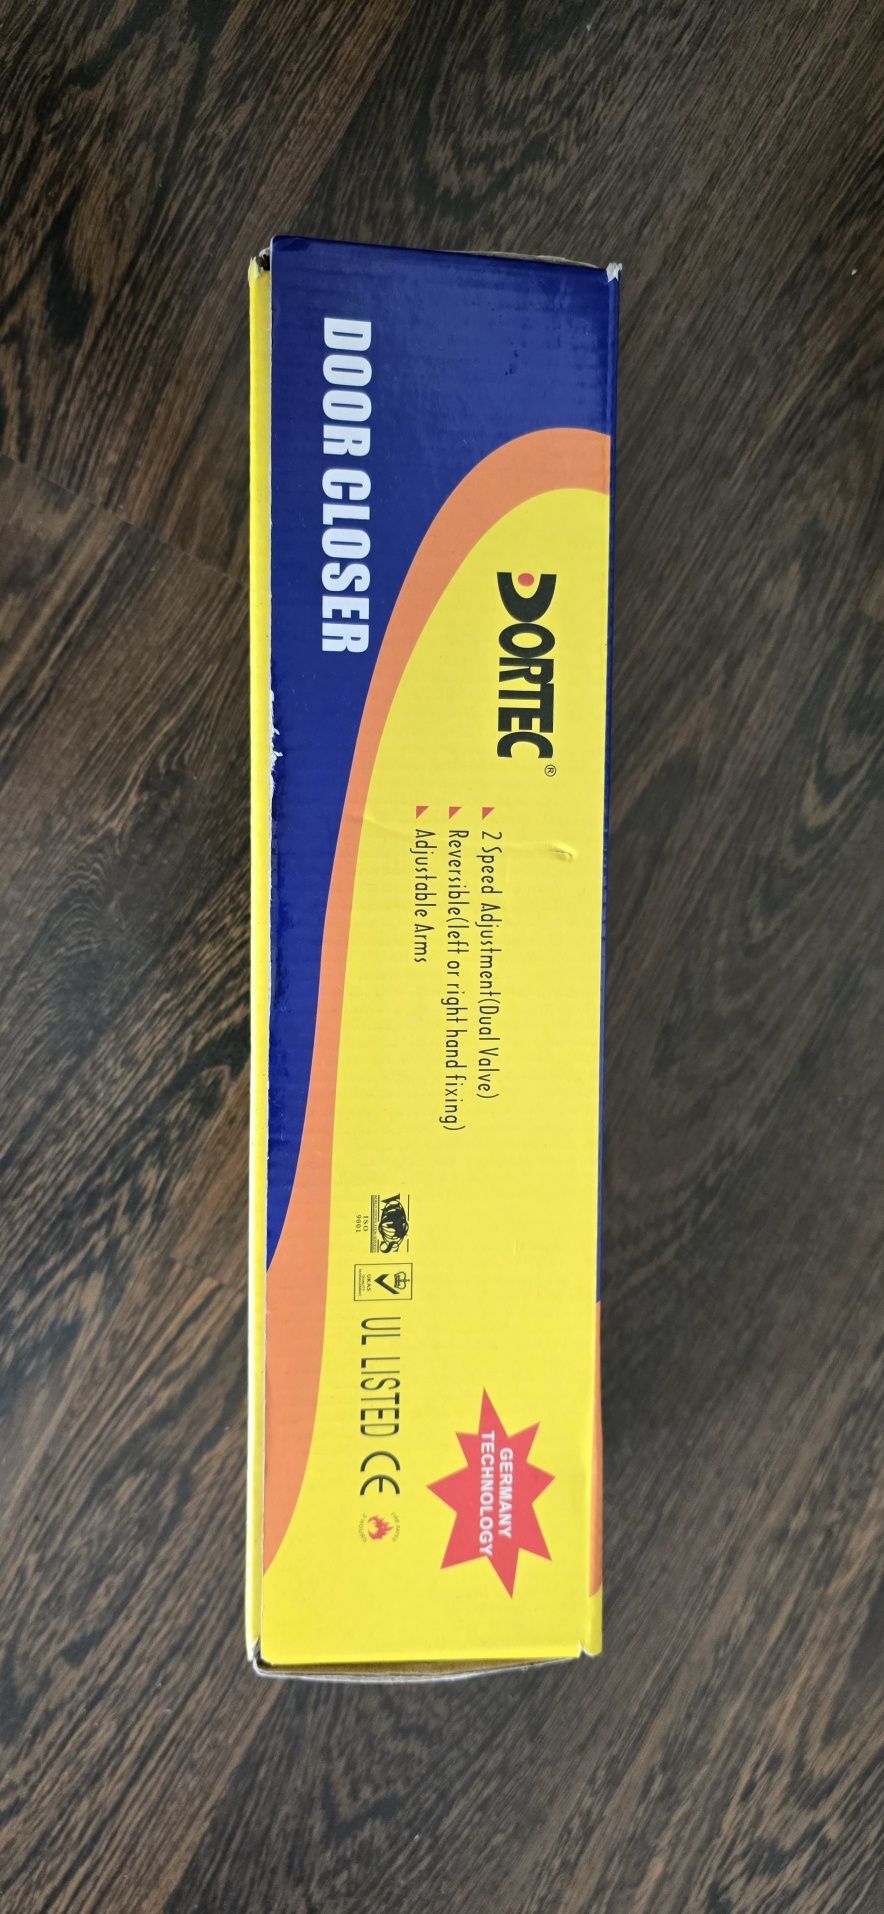 DORTEC®
2 Speed Adjustment(Dual Valve)
Reversible(left or right hand fixing)
Adjustable Arms
DOOR CLOSER
GERMANY
TECHNOLOGY
ISO
9001
UKAS
UL LISTED CE